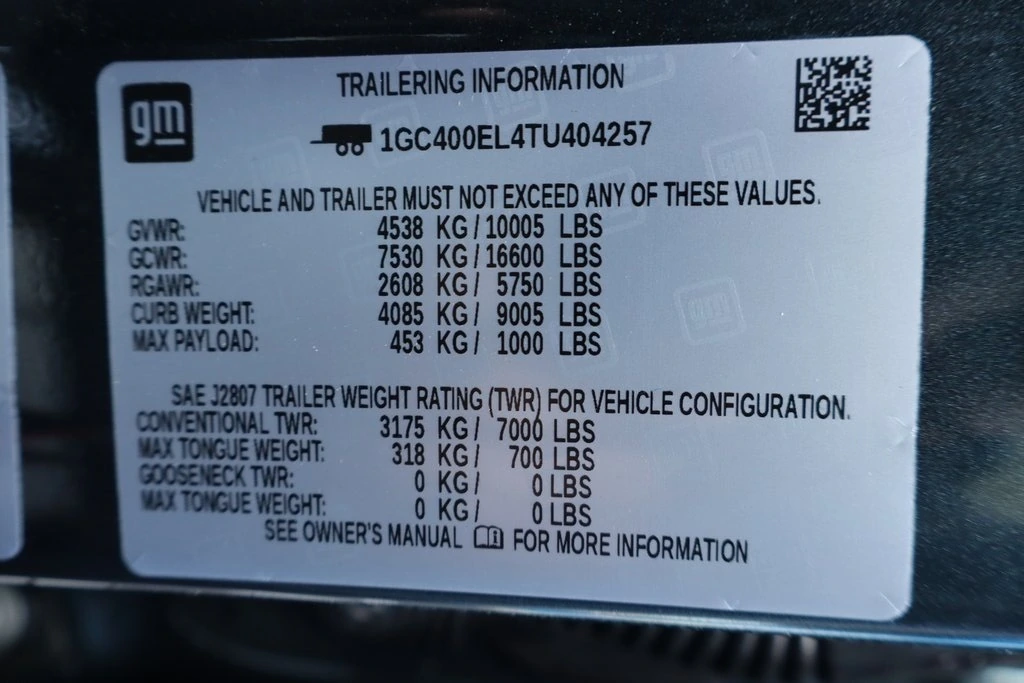 gm
TRAILERING INFORMATION
1GC400EL4TU404257
VEHICLE AND TRAILER MUST NOT EXCEED ANY OF THESE VALUES.
GVWR: 4538 KG/ 10005 LBS
GCWR: 7530 KG/ 16600 LBS
RGAWR: 2608 KG/ 5750 LBS
CURB WEIGHT: 4085 KG/ 9005 LBS
MAX PAYLOAD: 453 KG/ 1000 LBS
SAE J2807 TRAILER WEIGHT RATING (TWR) FOR VEHICLE CONFIGURATION.
CONVENTIONAL TWR: 3175 KG/ 7000 LBS
MAX TONGUE WEIGHT: 318 KG/ 700 LBS
GOOSENECK TWR: 0 KG/ 0 LBS
MAX TONGUE WEIGHT: 0 KG/ 0 LBS
SEE OWNER'S MANUAL FOR MORE INFORMATION